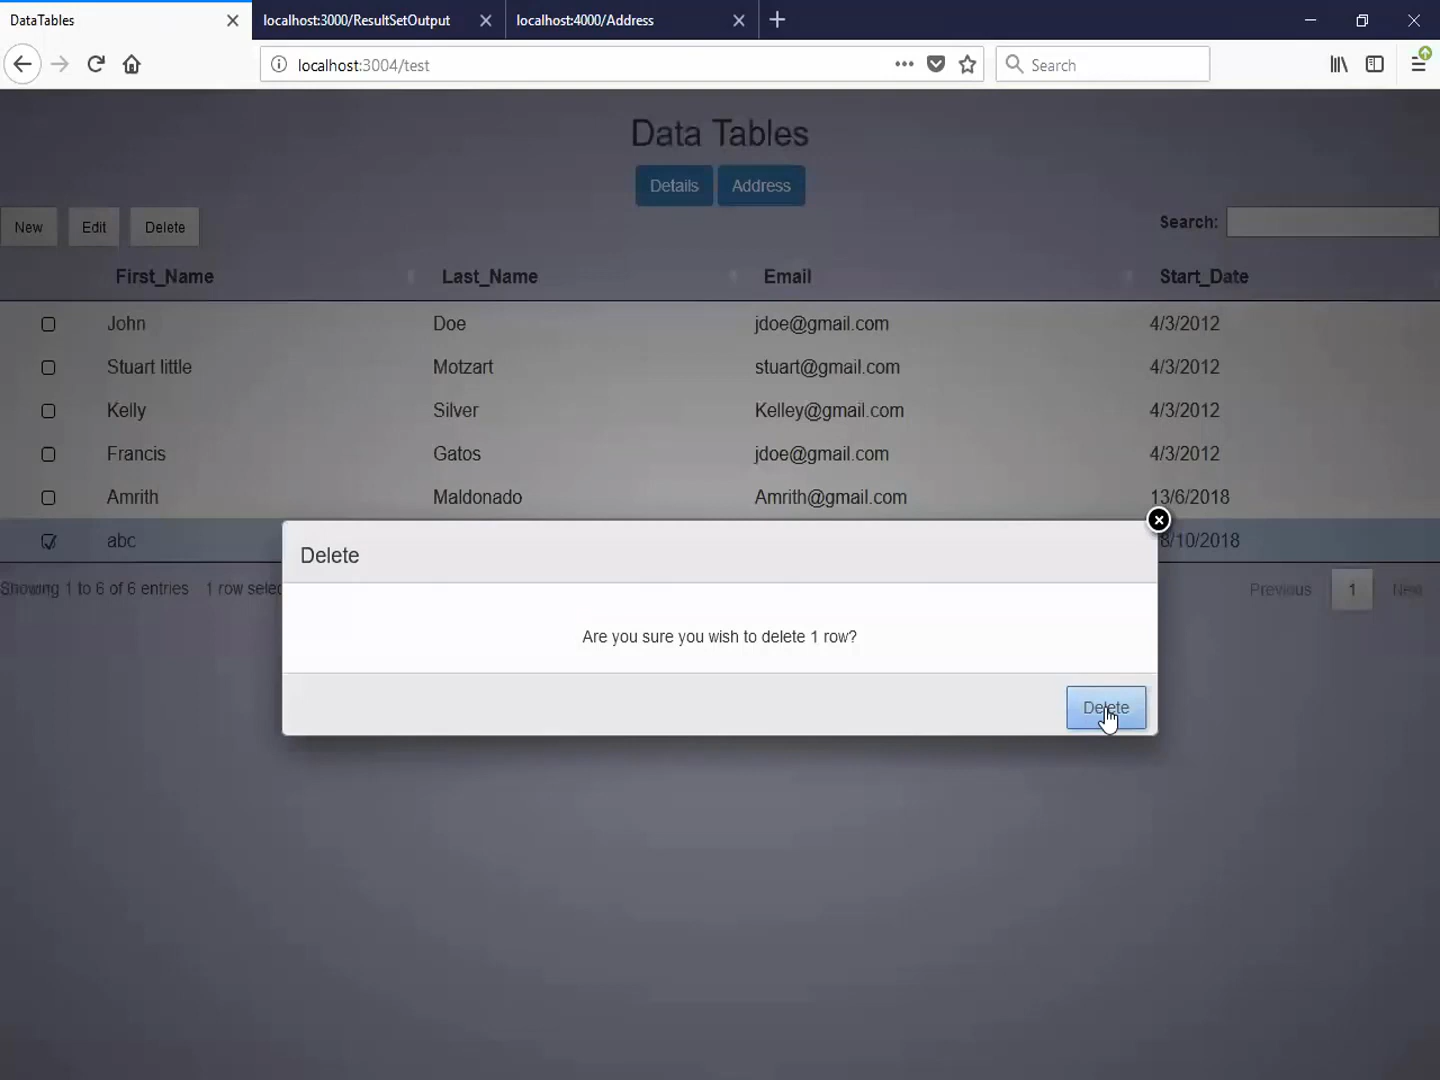 DataTables
localhost:3000/ResultSetOutput
localhost:4000/Address
localhost:3004/test
Search
Data Tables
Details Address
New Edit Delete
Search:
First_Name Last_Name Email Start_Date
John Doe jdoe@gmail.com 4/3/2012
Stuart little Motzart stuart@gmail.com 4/3/2012
Kelly Silver Kelley@gmail.com 4/3/2012
Francis Gatos jdoe@gmail.com 4/3/2012
Amrith Maldonado Amrith@gmail.com 13/6/2018
abc 8/10/2018
Showing 1 to 6 of 6 entries 1 row selec
Previous 1
Delete
Are you sure you wish to delete 1 row?
Delete